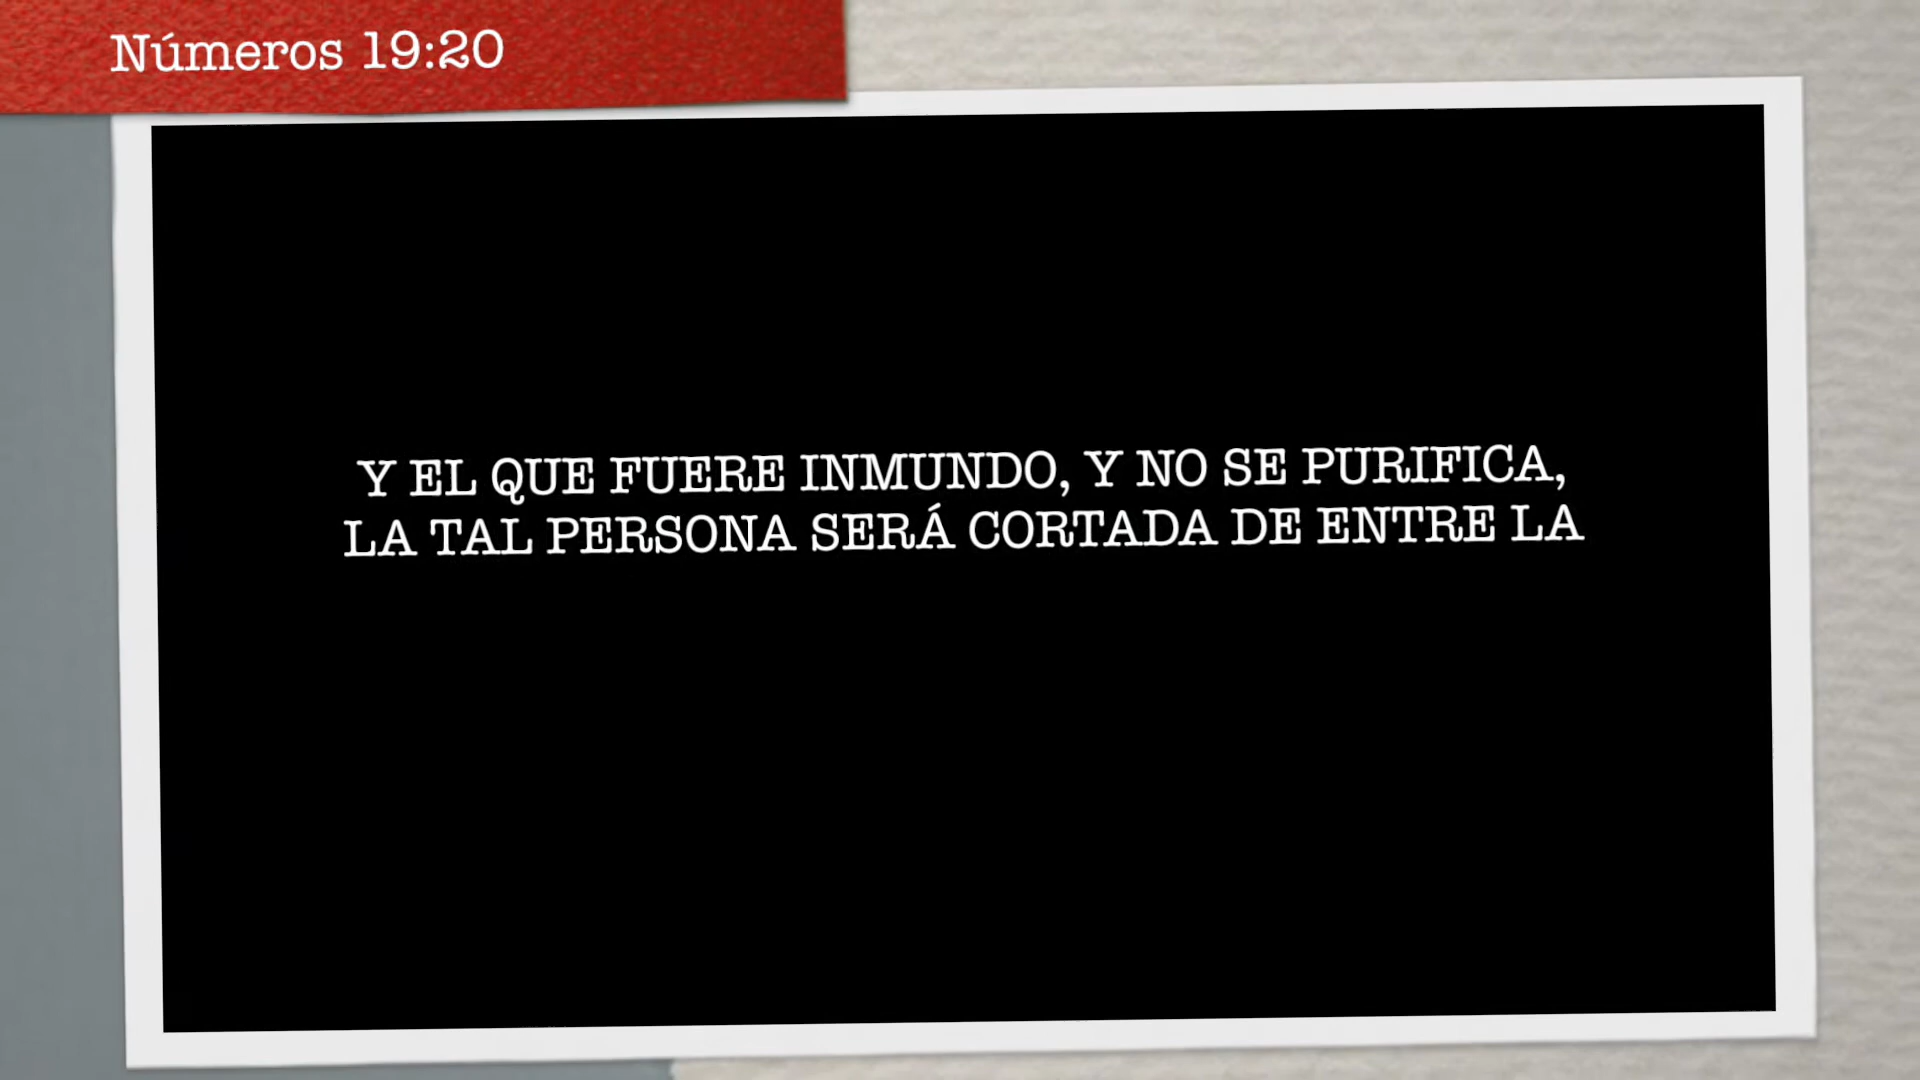 Números 19:20
Y EL QUE FUERE INMUNDO, Y NO SE PURIFICA,
LA TAL PERSONA SERÁ CORTADA DE ENTRE LA